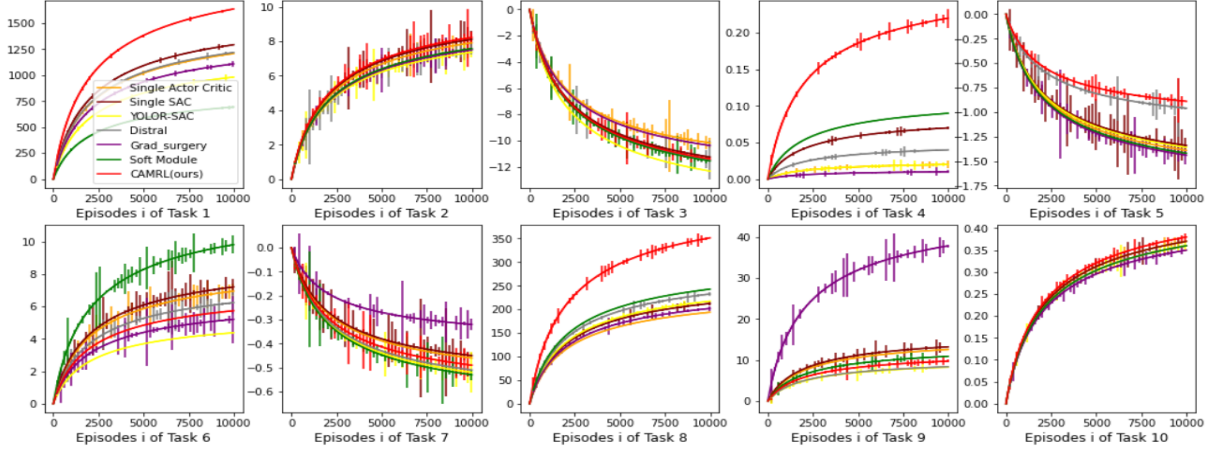 1500
1250
1000
750
500
250
0
Single Actor Critic
Single SAC
YOLOR-SAC
Distral
Grad_surgery
Soft Module
CAMRL(ours)
0 2500 5000 7500 10000
Episodes i of Task 1
10
8
6
4
2
0
0 2500 5000 7500 10000
Episodes i of Task 2
0
−2
−4
−6
−8
−10
−12
0 2500 5000 7500 10000
Episodes i of Task 3
0.20
0.15
0.10
0.05
0.00
0 2500 5000 7500 10000
Episodes i of Task 4
0.00
−0.25
−0.50
−0.75
−1.00
−1.25
−1.50
−1.75
0 2500 5000 7500 10000
Episodes i of Task 5
10
8
6
4
2
0
0 2500 5000 7500 10000
Episodes i of Task 6
0.0
−0.1
−0.2
−0.3
−0.4
−0.5
−0.6
0 2500 5000 7500 10000
Episodes i of Task 7
350
300
250
200
150
100
50
0
0 2500 5000 7500 10000
Episodes i of Task 8
40
30
20
10
0
0 2500 5000 7500 10000
Episodes i of Task 9
0.40
0.35
0.30
0.25
0.20
0.15
0.10
0.05
0.00
0 2500 5000 7500 10000
Episodes i of Task 10